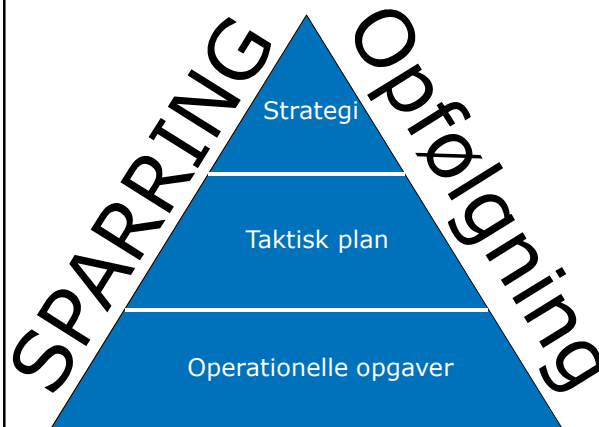 SPARRING
Opfølgning
Strategi
Taktisk plan
Operationelle opgaver